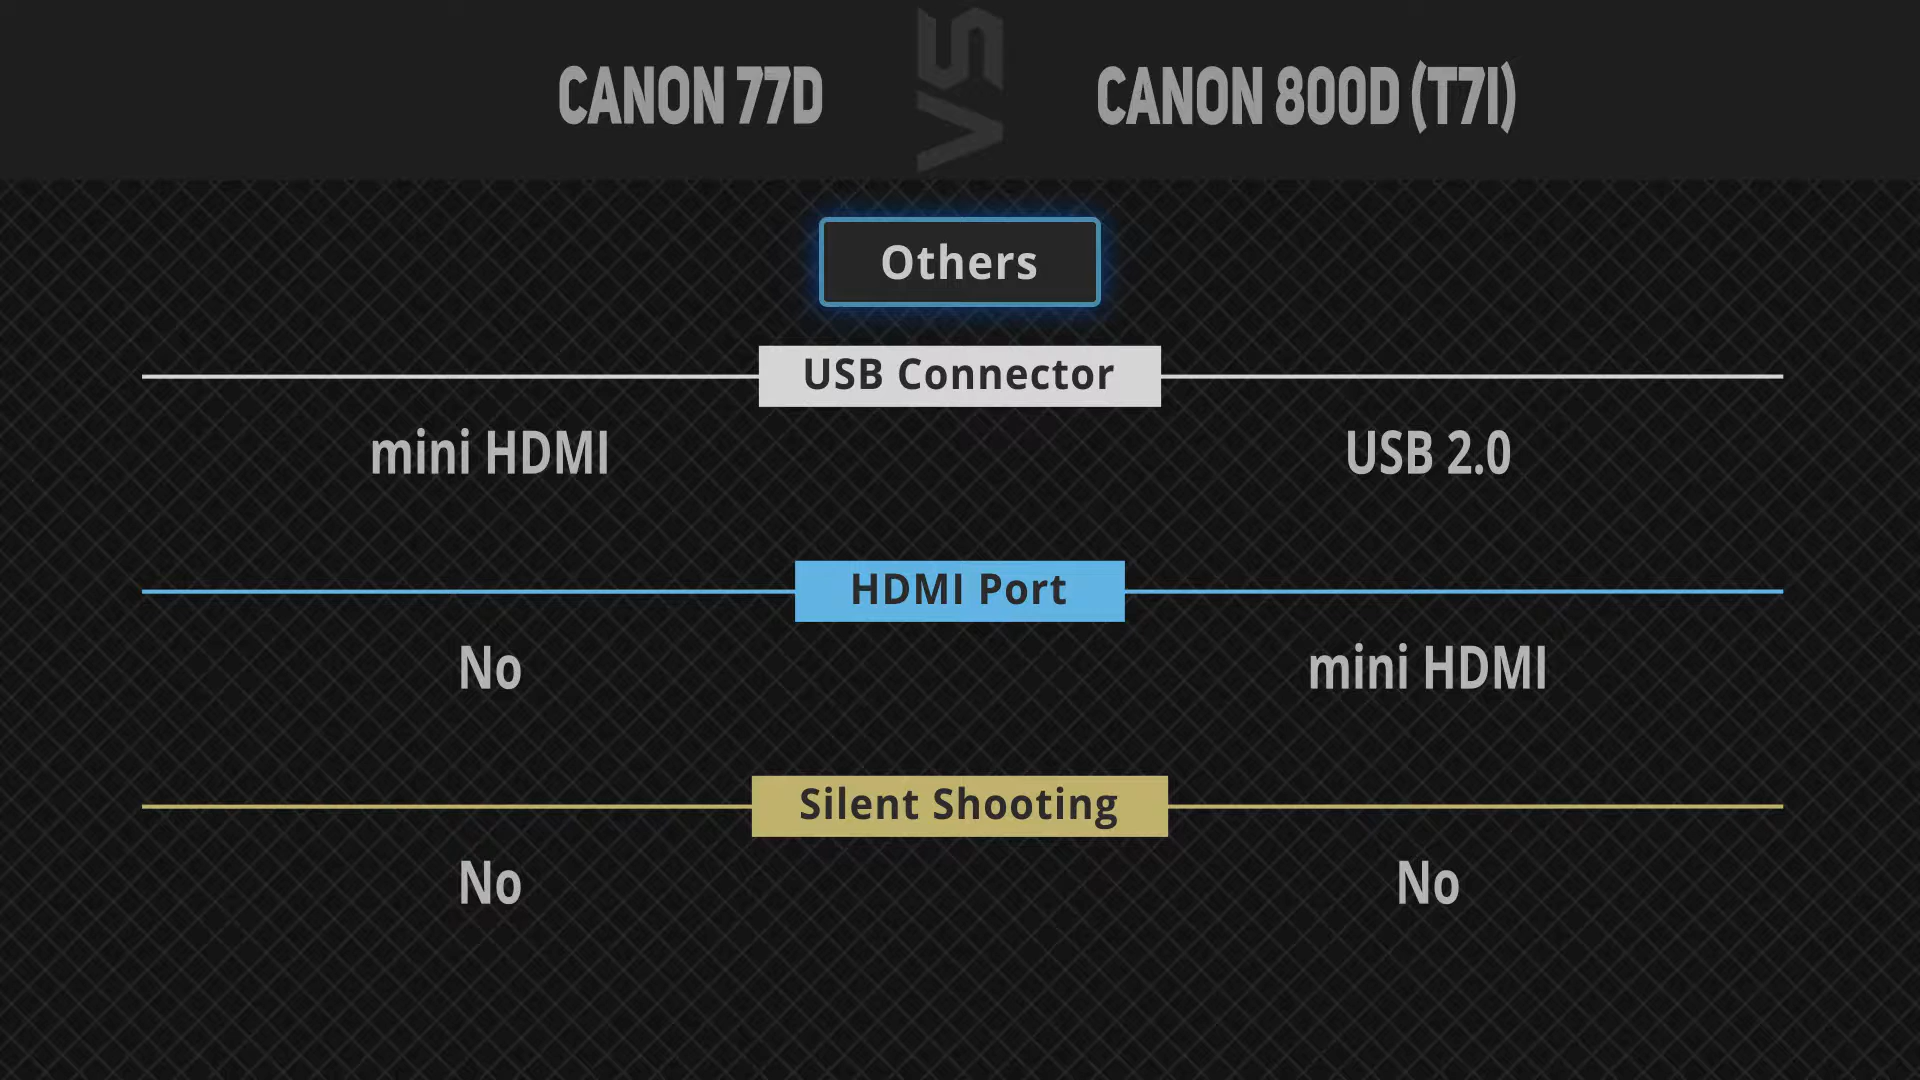 CANON 77D
VS
CANON 800D (T7I)
Others
USB Connector
mini HDMI
USB 2.0
HDMI Port
No
mini HDMI
Silent Shooting
No
No